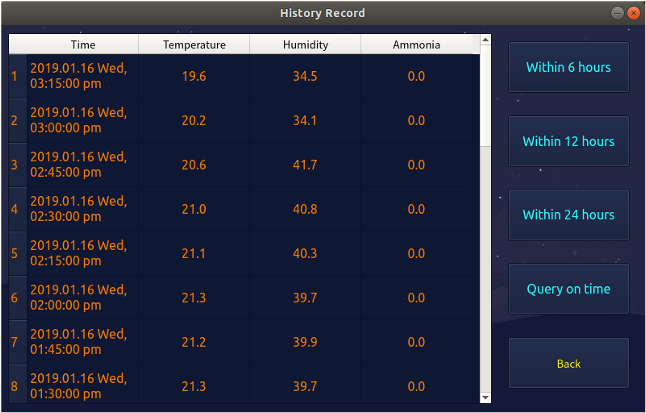 History Record
Time Temperature Humidity Ammonia
1 2019.01.16 Wed, 03:15:00 pm 19.6 34.5 0.0
2 2019.01.16 Wed, 03:00:00 pm 20.2 34.1 0.0
3 2019.01.16 Wed, 02:45:00 pm 20.6 41.7 0.0
4 2019.01.16 Wed, 02:30:00 pm 21.0 40.8 0.0
5 2019.01.16 Wed, 02:15:00 pm 21.1 40.3 0.0
6 2019.01.16 Wed, 02:00:00 pm 21.3 39.7 0.0
7 2019.01.16 Wed, 01:45:00 pm 21.2 39.9 0.0
8 2019.01.16 Wed, 01:30:00 pm 21.3 39.7 0.0
Within 6 hours
Within 12 hours
Within 24 hours
Query on time
Back